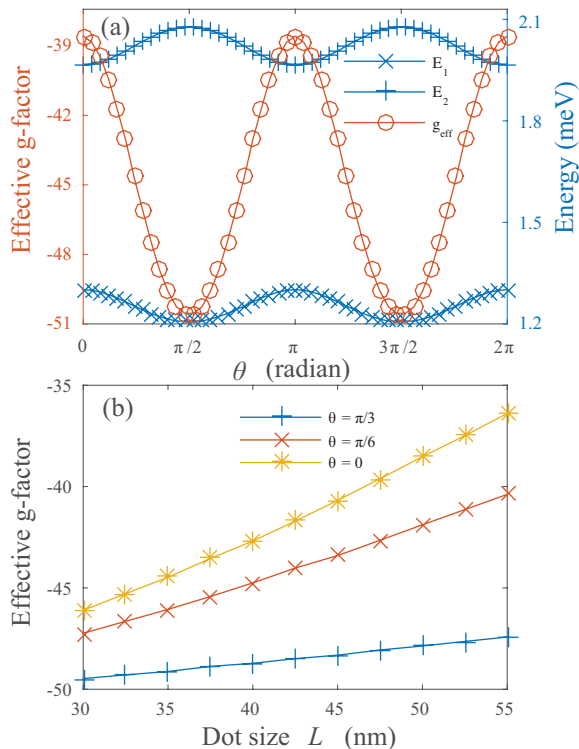 (a)
Effective g-factor
-39
-42
-45
-48
-51
E1
E2
geff
2.1
1.8
1.5
1.2
Energy (meV)
0
π/2
π
3π/2
2π
θ (radian)
(b)
Effective g-factor
-35
-40
-45
-50
θ = π/3
θ = π/6
θ = 0
30
35
40
45
50
55
Dot size L (nm)